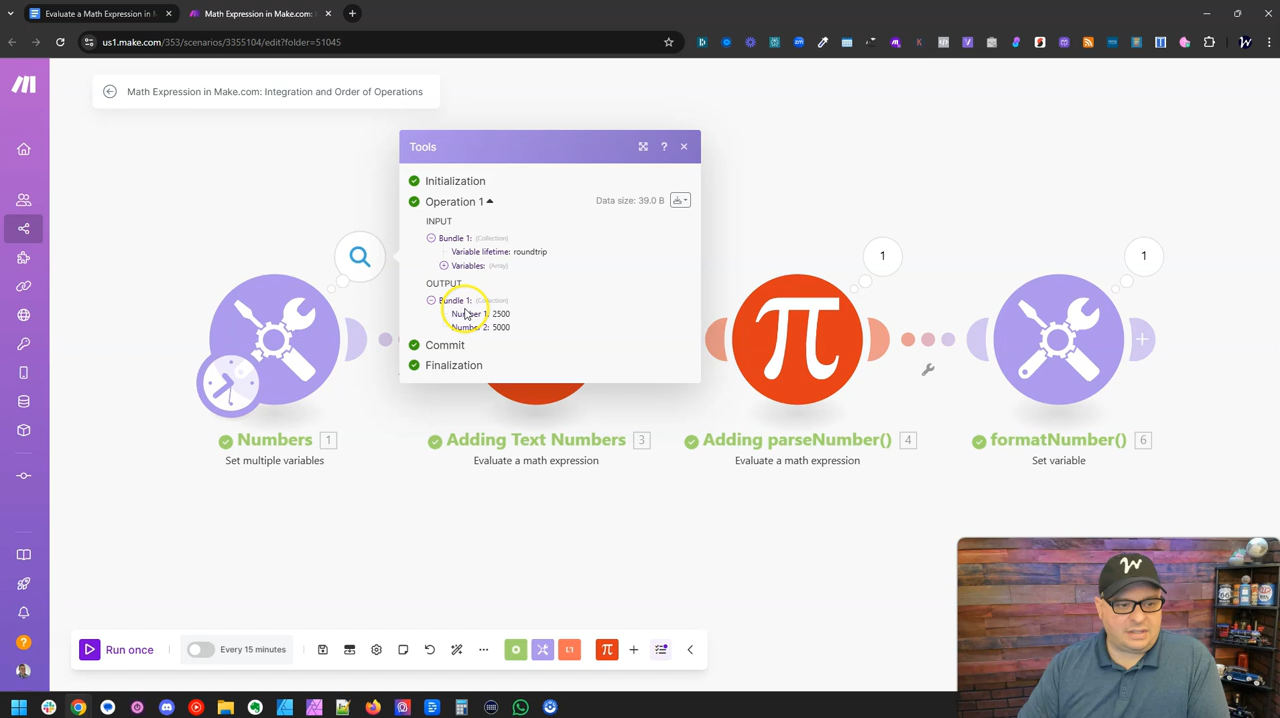 Evaluate a Math Expression in M
Math Expression in Make.com:
us1.make.com/353/scenarios/3355104/edit?folder=51045
Math Expression in Make.com: Integration and Order of Operations
Tools
Initialization
Operation 1
Data size: 39.0 B
INPUT
Bundle 1: (Collection)
Variable lifetime: roundtrip
Variables: (Array)
OUTPUT
Bundle 1: (Collection)
Number 1: 2500
Number 2: 5000
Commit
Finalization
1
1
π
Numbers 1
Set multiple variables
Adding Text Numbers 3
Evaluate a math expression
Adding parseNumber() 4
Evaluate a math expression
formatNumber() 6
Set variable
Run once
Every 15 minutes
π